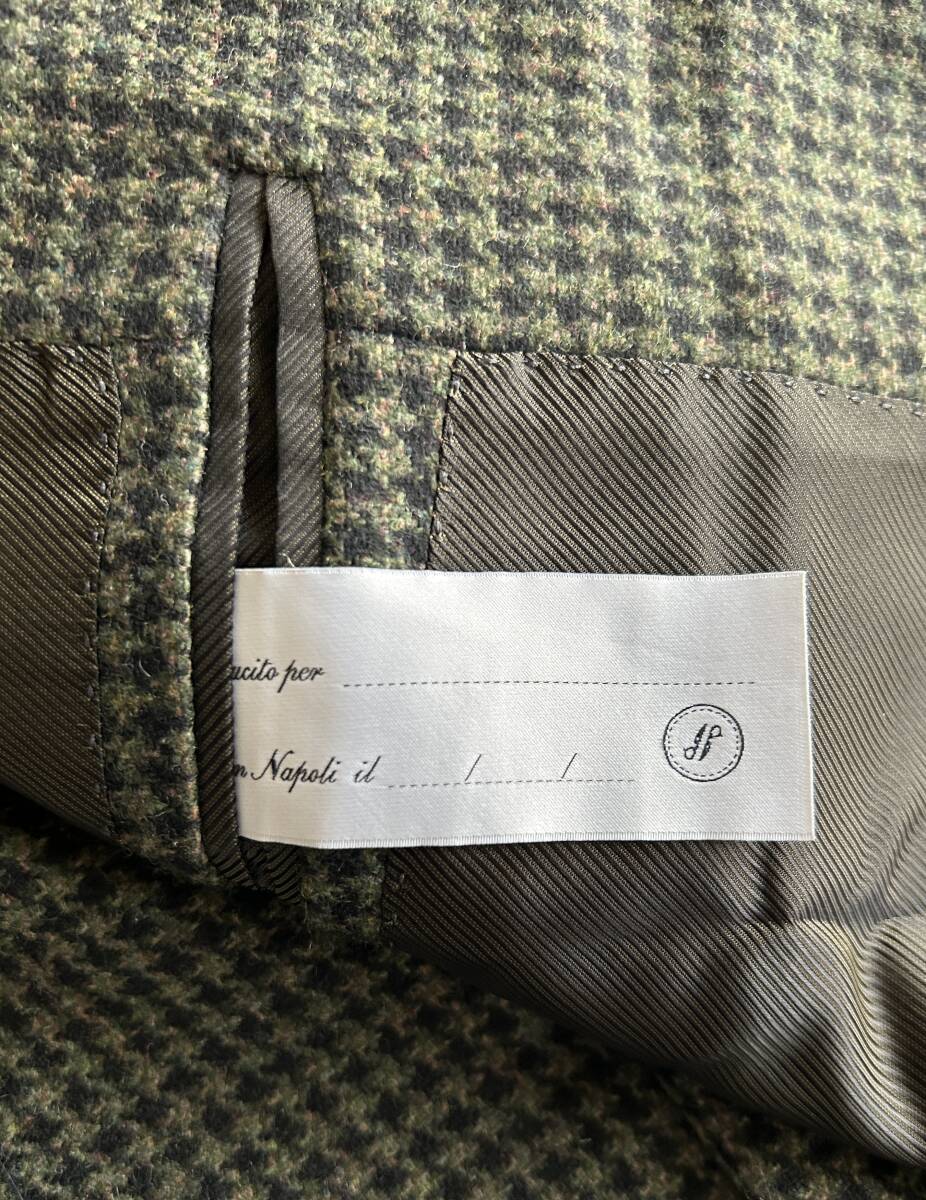 ucito per
n Napoli il / /